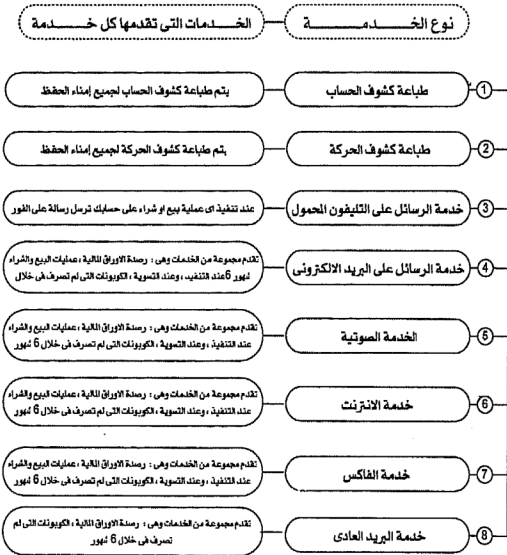 نوع الخـــــدمـــــــــة
الخـــدمات التى تقدمها كل خـــــــدمة
1
طباعة كشوف الحساب
يتم طباعة كشوف الحساب لجميع إمناء الحفظ
2
طباعة كشوف الحركة
يتم طباعة كشوف الحركة لجميع إمناء الحفظ
3
خدمة الرسائل على التليفون المحمول
عند تنفيذ اى عملية بيع او شراء على حسابك ترسل رسالة على الفور
4
خدمة الرسائل على البريد الالكترونى
تقدم مجموعة من الخدمات وهى : رصدة الاوراق المالية ، عمليات البيع والشراء
شهور 6عند التنفيد ، وعند التسوية ، الكوبونات التى لم تصرف فى خلال
5
الخدمة الصوتية
تقدم مجموعة من الخدمات وهى : رصدة الاوراق المالية ، عمليات البيع والشراء
عند التنفيذ ، وعند التسوية ، الكوبونات التى لم تصرف فى خلال 6 شهور
6
خدمة الانترنت
تقدم مجموعة من الخدمات وهى : رصدة الاوراق المالية ، عمليات البيع والشراء
عند التنفيذ ، وعند التسوية ، الكوبونات التى لم تصرف فى خلال 6 شهور
7
خدمة الفاكس
تقدم مجموعة من الخدمات وهى : رصدة الاوراق المالية ، عمليات البيع والشراء
عند التنفيذ ، وعند التسوية ، الكوبونات التى لم تصرف فى خلال 6 شهور
8
خدمة البريد العادى
تقدم مجموعة من الخدمات وهى : رصدة الاوراق المالية ، الكوبونات التى لم
تصرف فى خلال 6 شهور